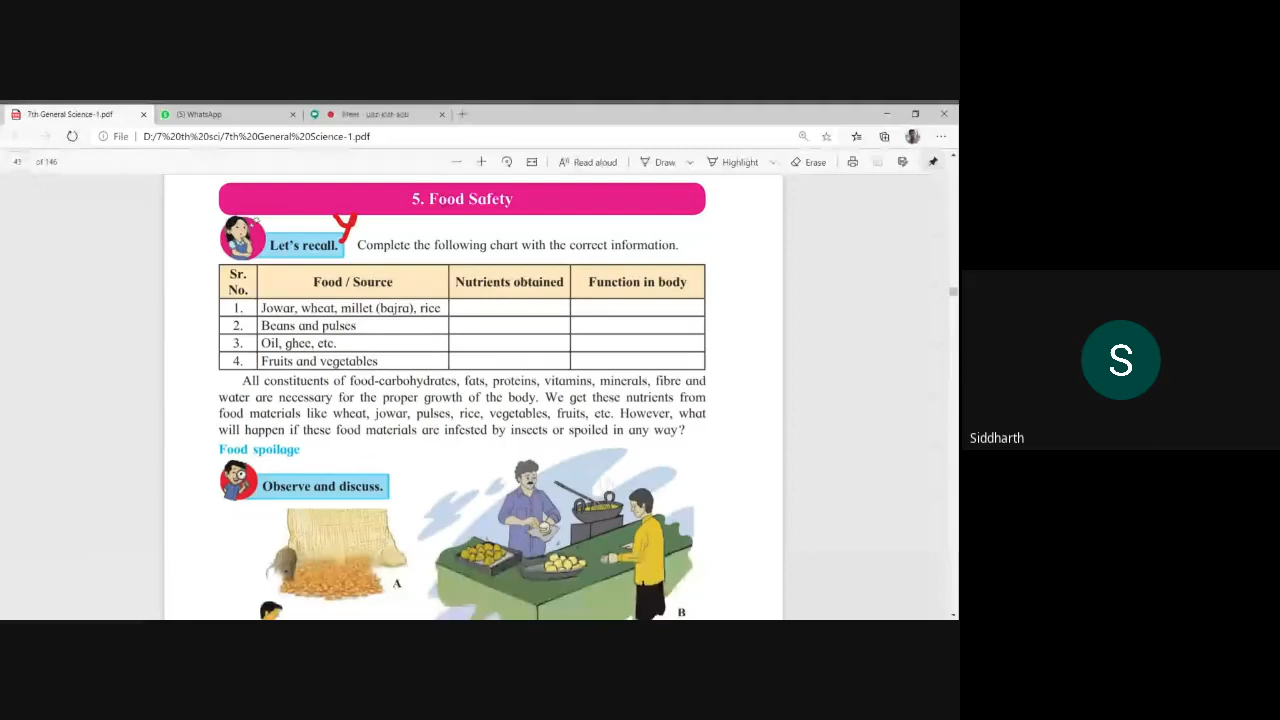 7th General Science-1.pdf
(5) WhatsApp
File D:/7%20th%20sci/7th%20General%20Science-1.pdf
43 of 146 Read aloud Draw Highlight Erase
5. Food Safety
Let's recall. Complete the following chart with the correct information.
Sr. No. Food / Source Nutrients obtained Function in body
1. Jowar, wheat, millet (bajra), rice
2. Beans and pulses
3. Oil, ghee, etc.
4. Fruits and vegetables
All constituents of food-carbohydrates, fats, proteins, vitamins, minerals, fibre and
water are necessary for the proper growth of the body. We get these nutrients from
food materials like wheat, jowar, pulses, rice, vegetables, fruits, etc. However, what
will happen if these food materials are infested by insects or spoiled in any way?
Food spoilage
Observe and discuss.
A
B
S
Siddharth